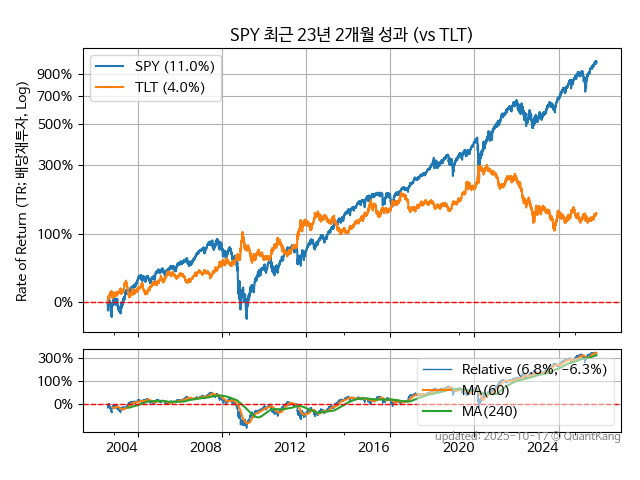 SPY 최근 23년 2개월 성과 (vs TLT)
Rate of Return (TR: 배당재투자, Log)
900%
700%
500%
300%
100%
0%
SPY (11.0%)
TLT (4.0%)
300%
100%
0%
Relative (6.8%, -6.3%)
MA(60)
MA(240)
2004 2008 2012 2016 2020 2024
updated: 2025-10-17 © QuantKang